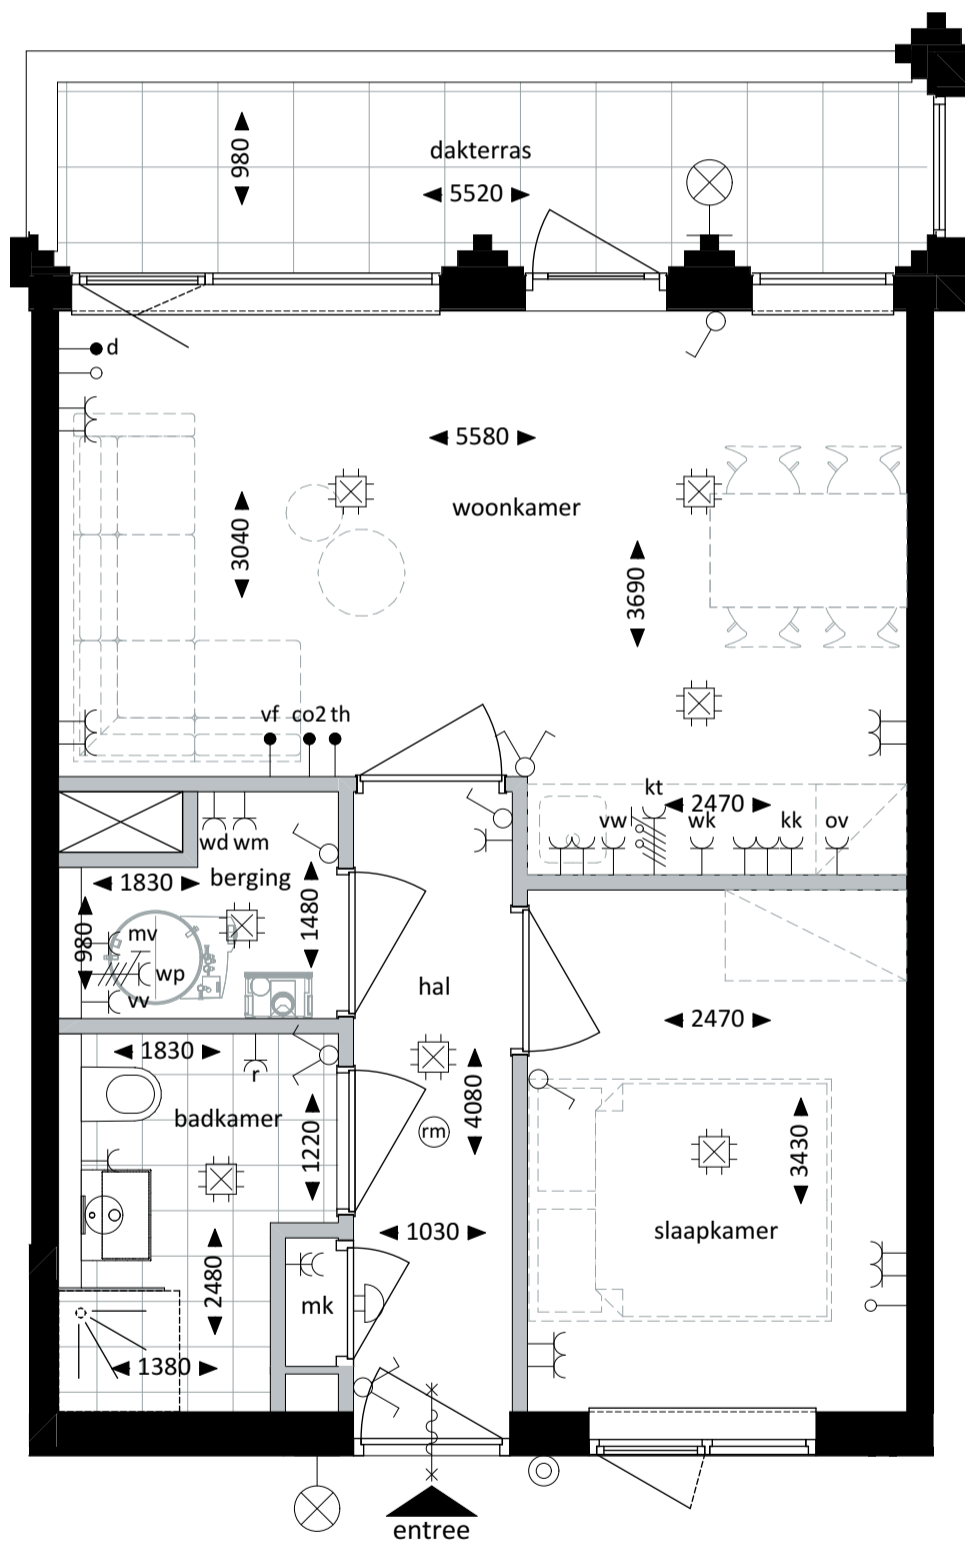 980
dakterras
5520
d
5580
woonkamer
3040
3690
vf co2 th
kt
2470
vw wk kk ov
wd wm
1830 berging
1480
980
mv
wp
vv
hal
2470
1830
r
badkamer
1220
4080
rm
3430
1030
slaapkamer
2480
mk
1380
entree